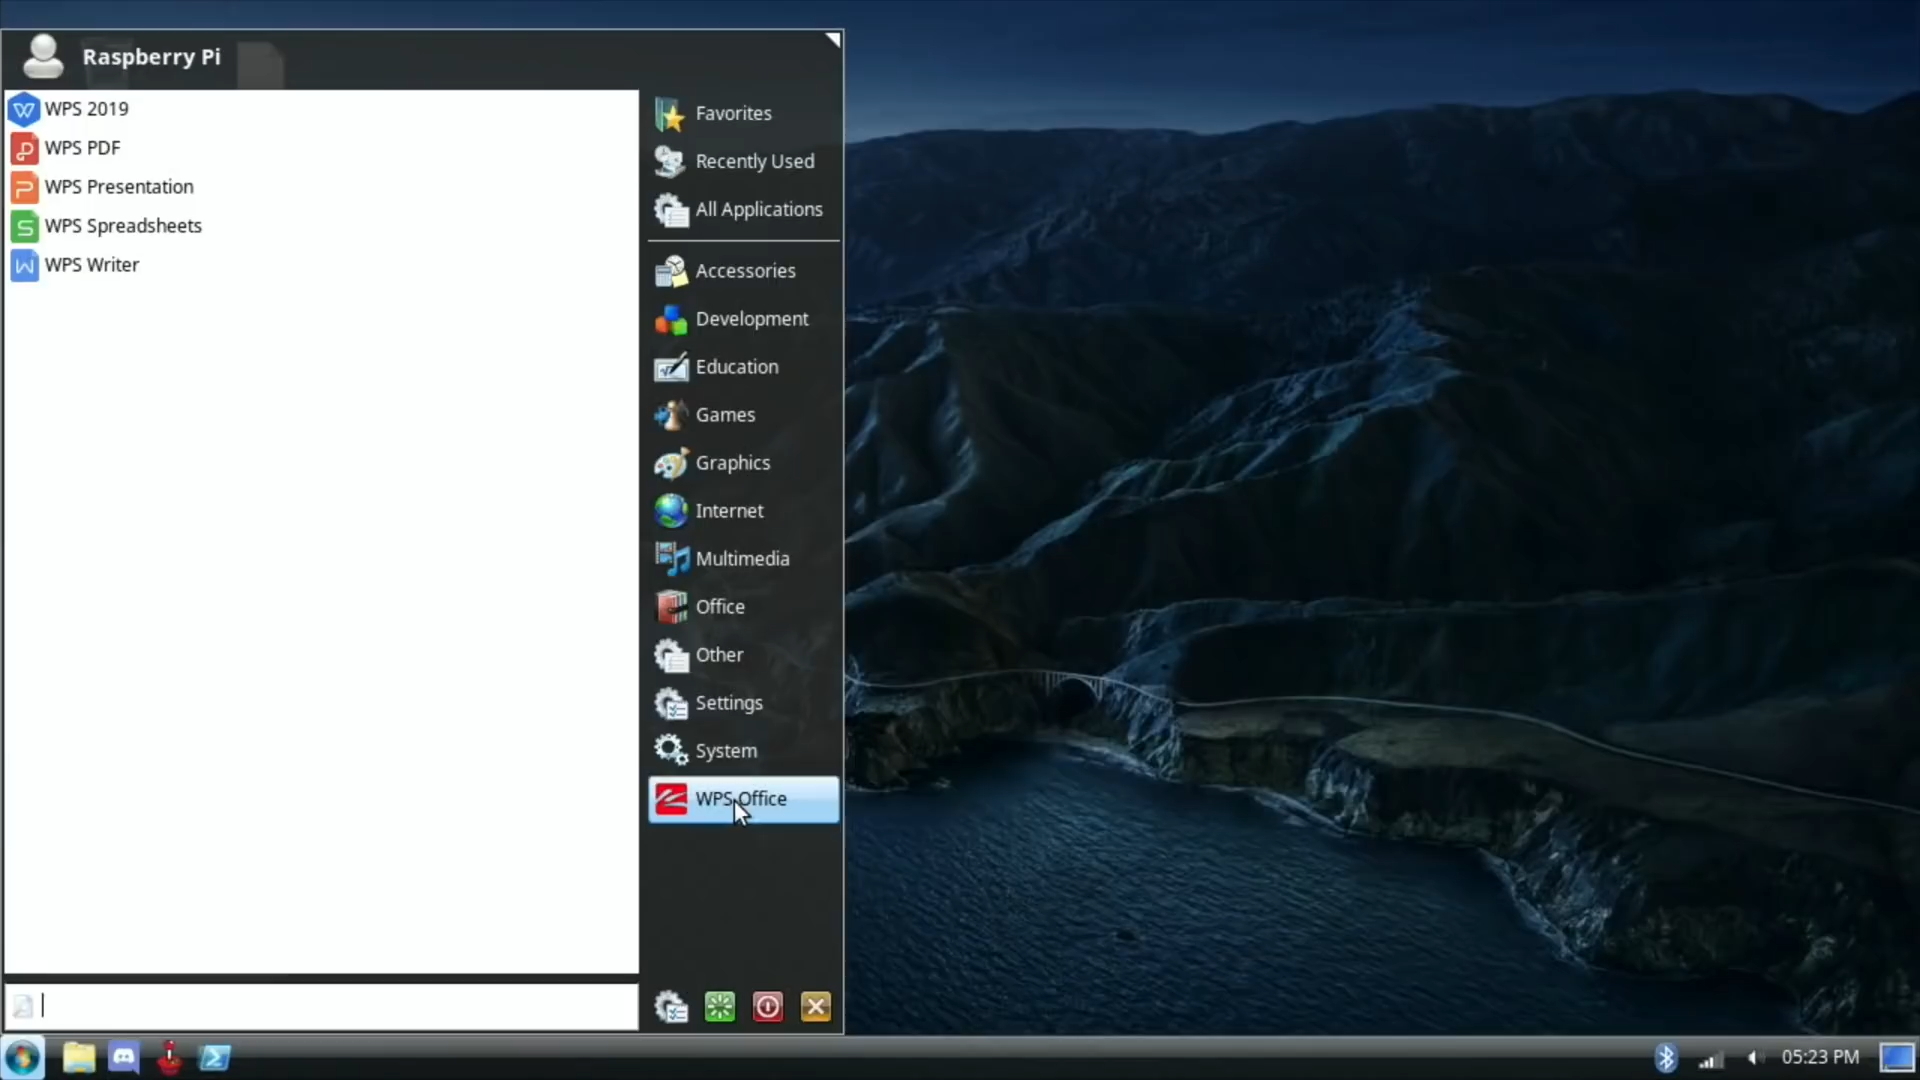 Raspberry Pi
WPS 2019
WPS PDF
WPS Presentation
WPS Spreadsheets
WPS Writer
Favorites
Recently Used
All Applications
Accessories
Development
Education
Games
Graphics
Internet
Multimedia
Office
Other
Settings
System
WPS Office
05:23 PM